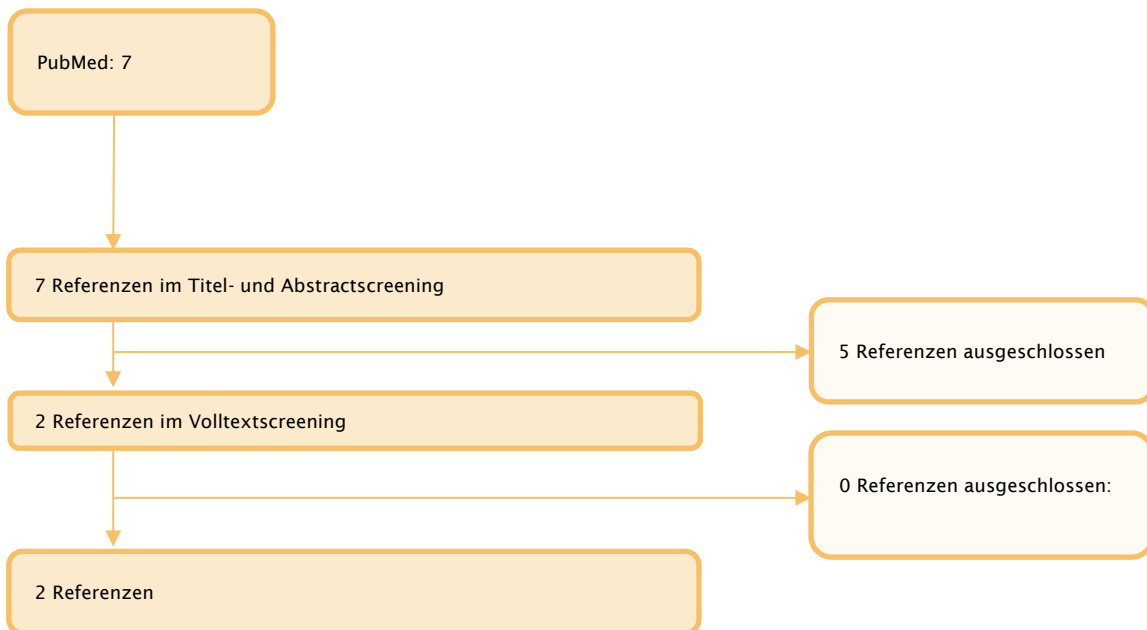 PubMed: 7
7 Referenzen im Titel- und Abstractscreening
5 Referenzen ausgeschlossen
2 Referenzen im Volltextscreening
0 Referenzen ausgeschlossen:
2 Referenzen